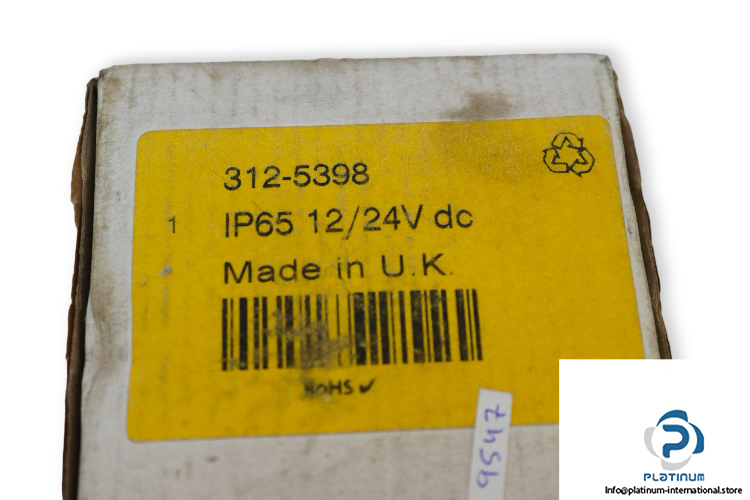 312-5398
1 IP65 12/24V dc
Made in U.K.
RoHS ✓
9547
PLATINUM
Info@platinum-international.store